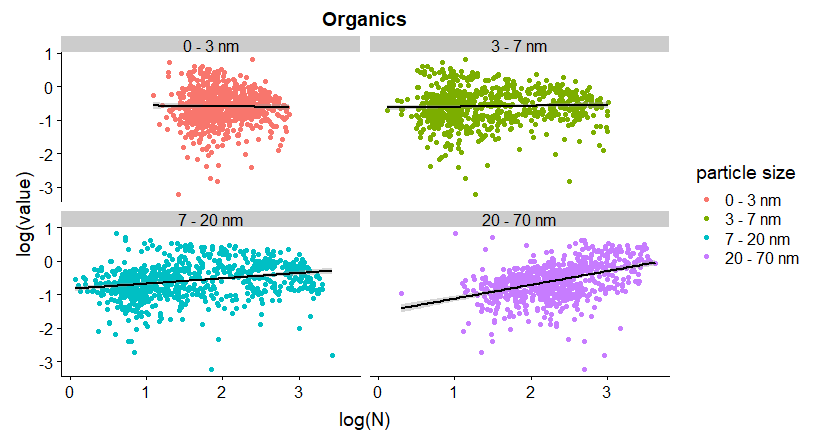 Organics
0 - 3 nm
3 - 7 nm
1
0
-1
-2
-3
7 - 20 nm
20 - 70 nm
1
0
-1
-2
-3
0
1
2
3
0
1
2
3
log(value)
log(N)
particle size
0 - 3 nm
3 - 7 nm
7 - 20 nm
20 - 70 nm